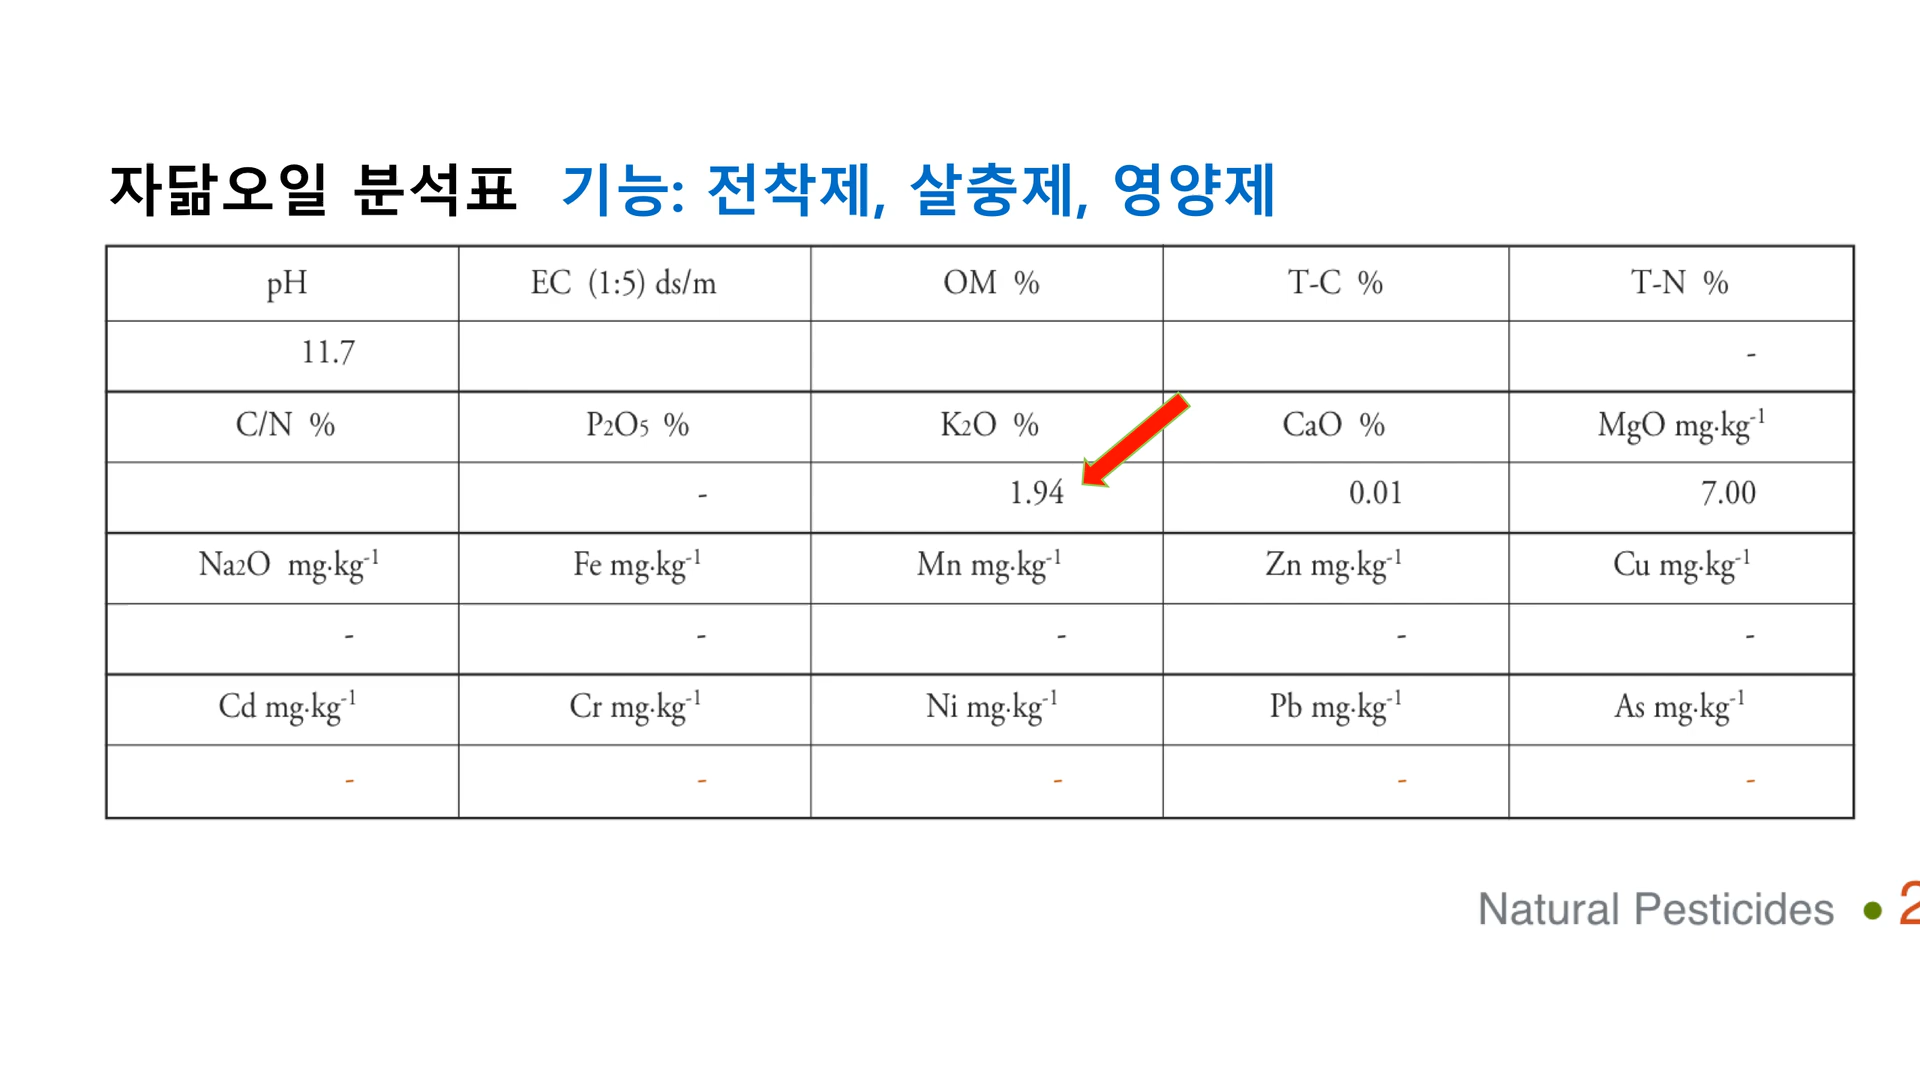 자닮오일 분석표 기능: 전착제, 살충제, 영양제
pH EC (1:5) ds/m OM % T-C % T-N %
11.7 -
C/N % P2O5 % K2O % CaO % MgO mg·kg-1
- 1.94 0.01 7.00
Na2O mg·kg-1 Fe mg·kg-1 Mn mg·kg-1 Zn mg·kg-1 Cu mg·kg-1
- - - - -
Cd mg·kg-1 Cr mg·kg-1 Ni mg·kg-1 Pb mg·kg-1 As mg·kg-1
- - - - -
Natural Pesticides • 2